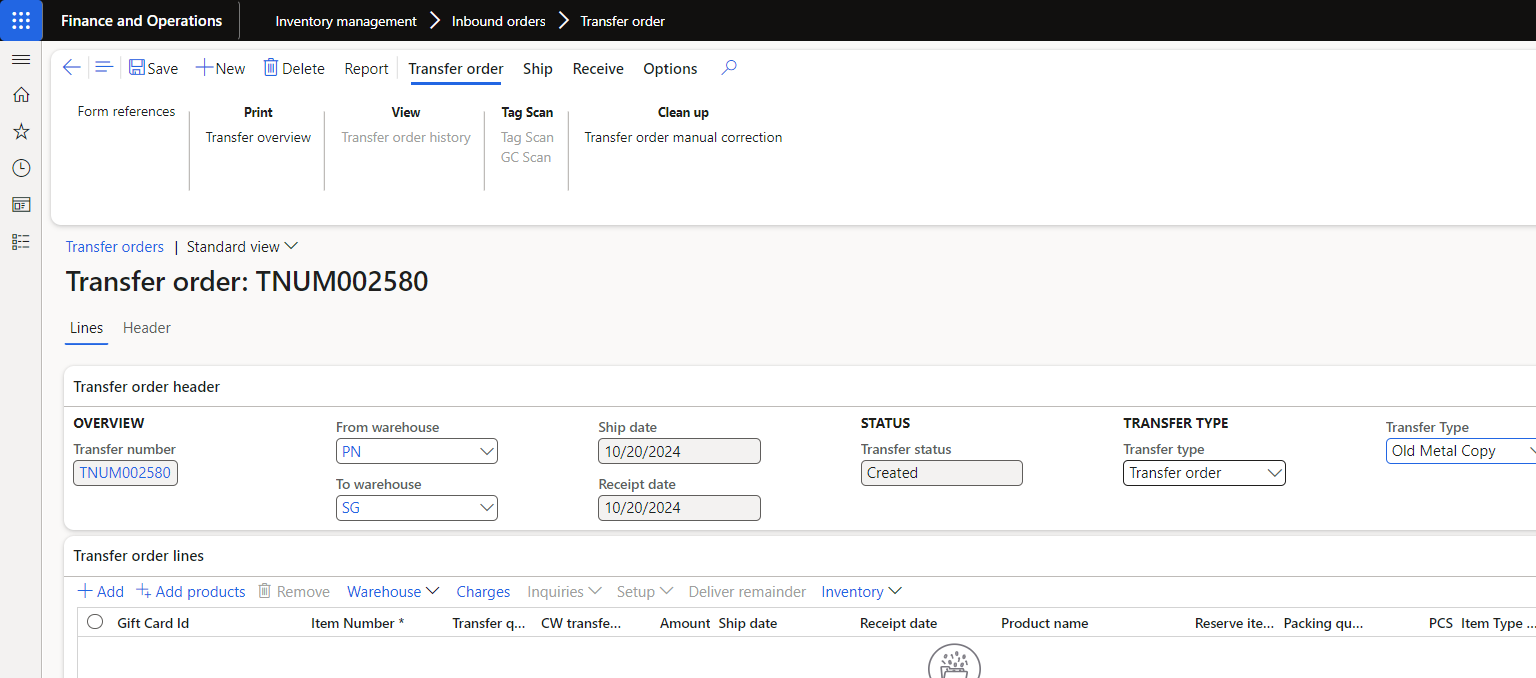 Finance and Operations
Inventory management Inbound orders Transfer order
Save New Delete Report Transfer order Ship Receive Options
Form references Print View Tag Scan Clean up
Transfer overview Transfer order history Tag Scan Transfer order manual correction
GC Scan
Transfer orders | Standard view
Transfer order: TNUM002580
Lines Header
Transfer order header
OVERVIEW From warehouse Ship date STATUS TRANSFER TYPE Transfer Type
Transfer number PN 10/20/2024 Transfer status Transfer type Old Metal Copy
TNUM002580 To warehouse Receipt date Created Transfer order
SG 10/20/2024
Transfer order lines
Add Add products Remove Warehouse Charges Inquiries Setup Deliver remainder Inventory
Gift Card Id Item Number * Transfer q... CW transfe... Amount Ship date Receipt date Product name Reserve ite... Packing qu... PCS Item Type ...